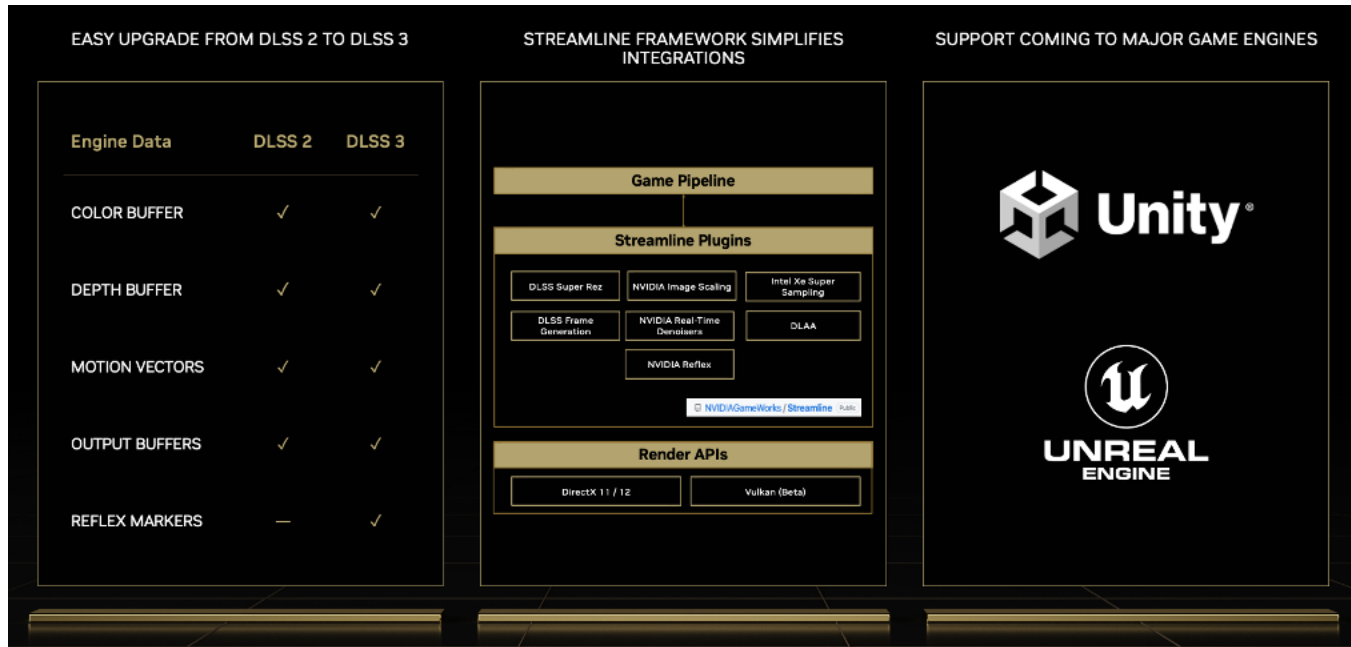 EASY UPGRADE FROM DLSS 2 TO DLSS 3
Engine Data DLSS 2 DLSS 3
COLOR BUFFER ✓ ✓
DEPTH BUFFER ✓ ✓
MOTION VECTORS ✓ ✓
OUTPUT BUFFERS ✓ ✓
REFLEX MARKERS — ✓
STREAMLINE FRAMEWORK SIMPLIFIES
INTEGRATIONS
Game Pipeline
Streamline Plugins
DLSS Super Rez
NVIDIA Image Scaling
Intel Xe Super
Sampling
DLSS Frame
Generation
NVIDIA Real-Time
Denoisers
DLAA
NVIDIA Reflex
NVIDIAGameWorks / Streamline Public
Render APIs
DirectX 11 / 12
Vulkan (Beta)
SUPPORT COMING TO MAJOR GAME ENGINES
Unity®
UNREAL
ENGINE